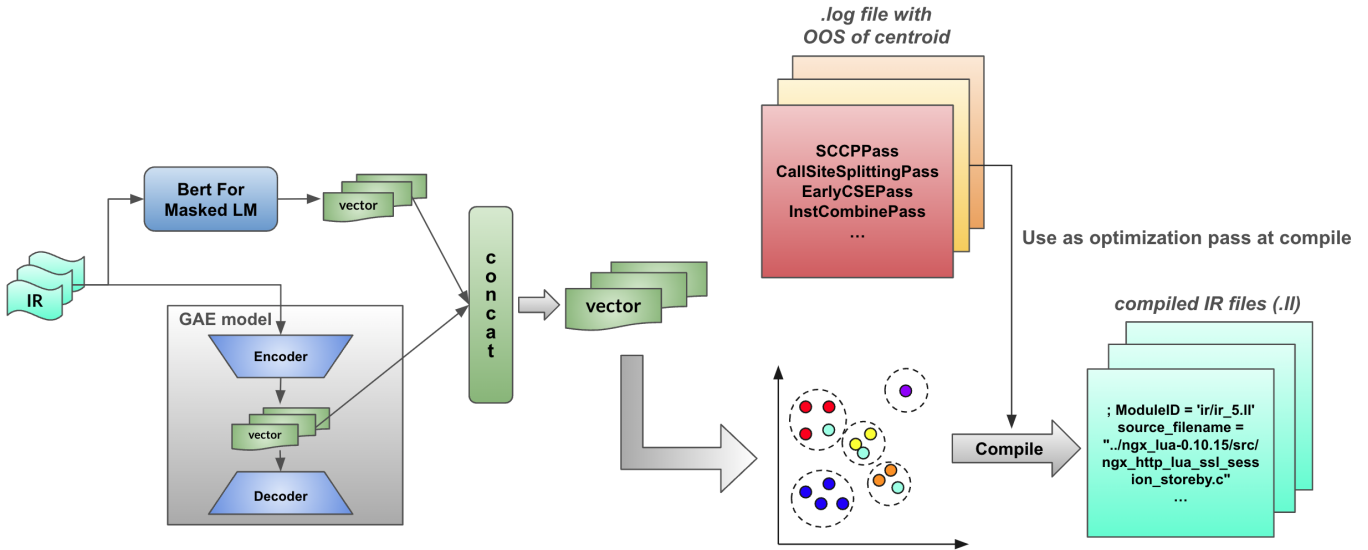 .log file with
OOS of centroid
SCCPPass
CallSiteSplittingPass
EarlyCSEPass
InstCombinePass
...
Bert For
Masked LM
vector
IR
concat
vector
GAE model
Encoder
vector
Decoder
Use as optimization pass at compile
compiled IR files (.ll)
Compile
; ModuleID = 'ir/ir_5.ll'
source_filename =
"../ngx_lua-0.10.15/src/
ngx_http_lua_ssl_sess
ion_storeby.c"
...